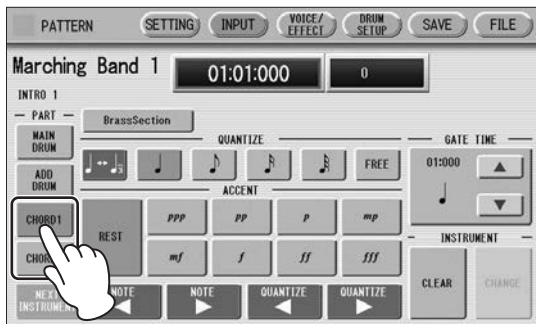 PATTERN SETTING INPUT VOICE/ EFFECT DRUM SETUP SAVE FILE
Marching Band 1 01:01:000 0
INTRO 1
PART
BrassSection
MAIN DRUM
QUANTIZE
GATE TIME
FREE
01:000
ADD DRUM
ACCENT
CHORD1
REST
ppp pp p mp
INSTRUMENT
mf f ff fff
CLEAR CHANGE
NEXT INSTRUMENT
NOTE NOTE QUANTIZE QUANTIZE